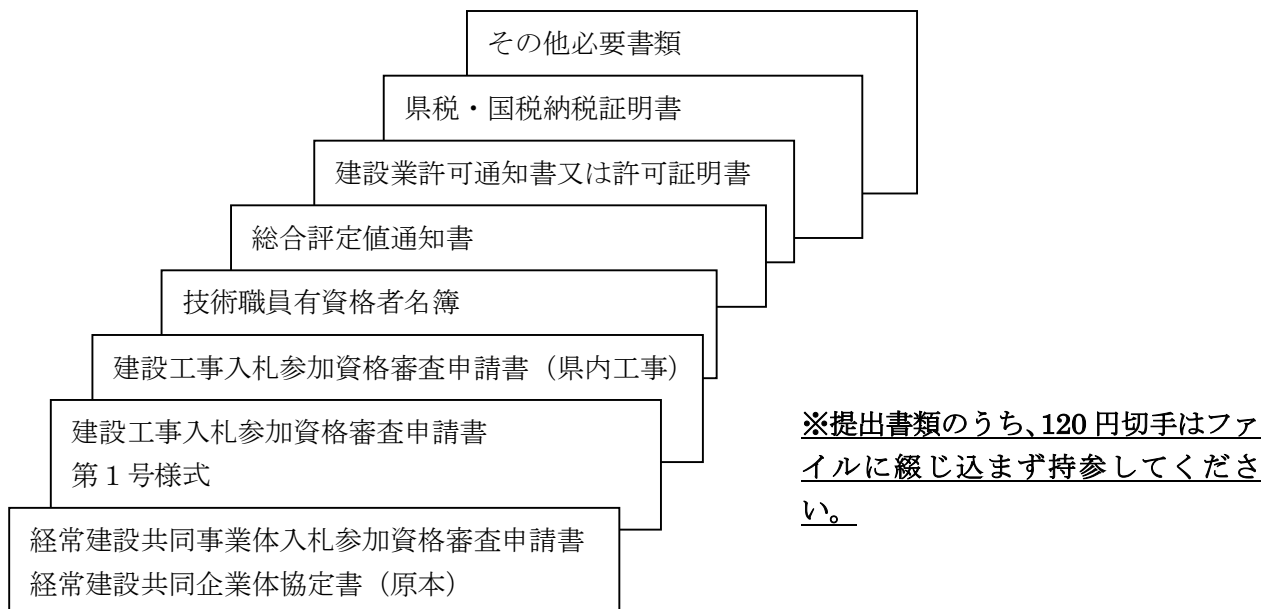 その他必要書類
県税・国税納税証明書
建設業許可通知書又は許可証明書
総合評定値通知書
技術職員有資格者名簿
建設工事入札参加資格審査申請書（県内工事）
建設工事入札参加資格審査申請書
第１号様式
経常建設共同事業体入札参加資格審査申請書
経常建設共同企業体協定書（原本）
※提出書類のうち、120円切手はファ
イルに綴じ込まず持参してくださ
い。